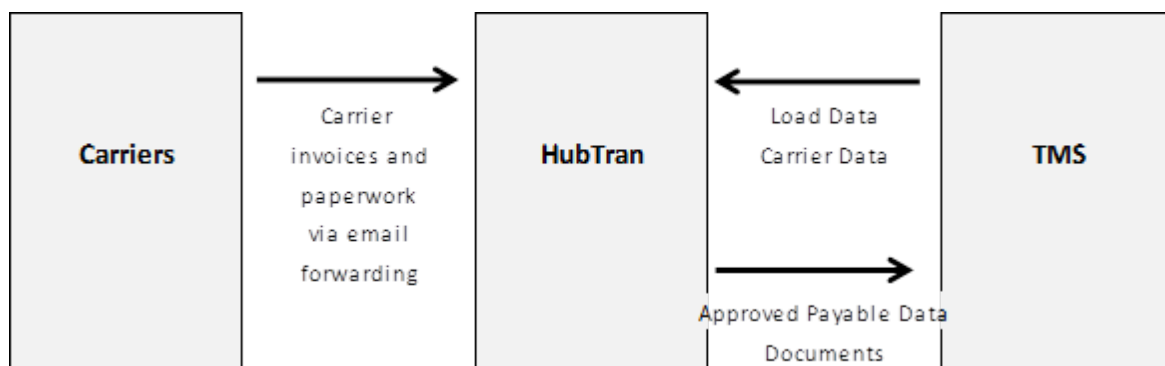 Carriers
Carrier
invoices and
paperwork
via email
forwarding
HubTran
Load Data
Carrier Data
Approved Payable Data
Documents
TMS